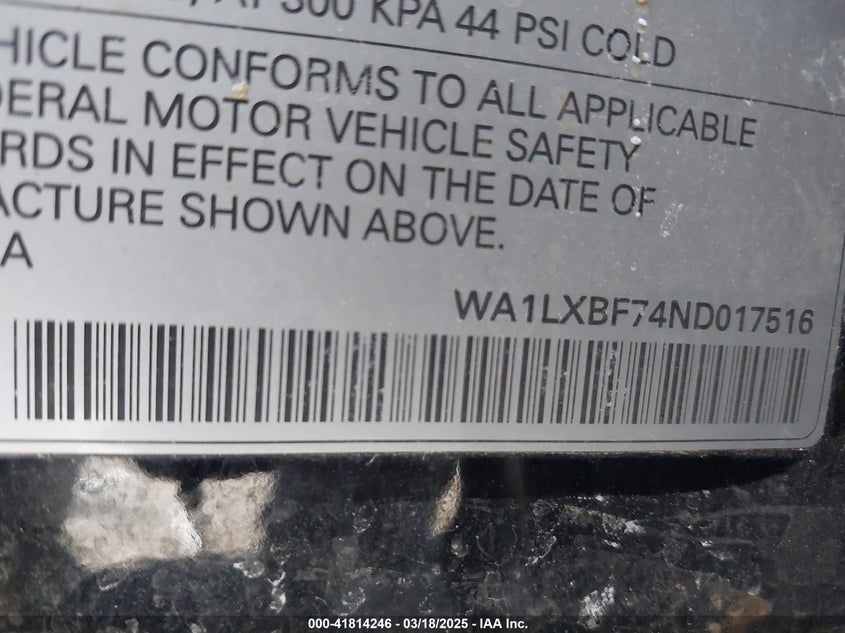 300 KPA 44 PSI COLD
HICLE CONFORMS TO ALL APPLICABLE
DERAL MOTOR VEHICLE SAFETY
RDS IN EFFECT ON THE DATE OF
ACTURE SHOWN ABOVE.
A
WA1LXBF74ND017516
000-41814246 - 03/18/2025 - IAA Inc.